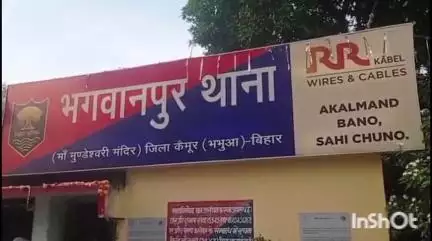 भगवानपुर थाना
(माँ मुण्डेश्वरी मंदिर) जिला कैमूर (भभुआ)-बिहार
RR KABEL
WIRES & CABLES
AKALMAND
BANO,
SAHI CHUNO.
InShOt